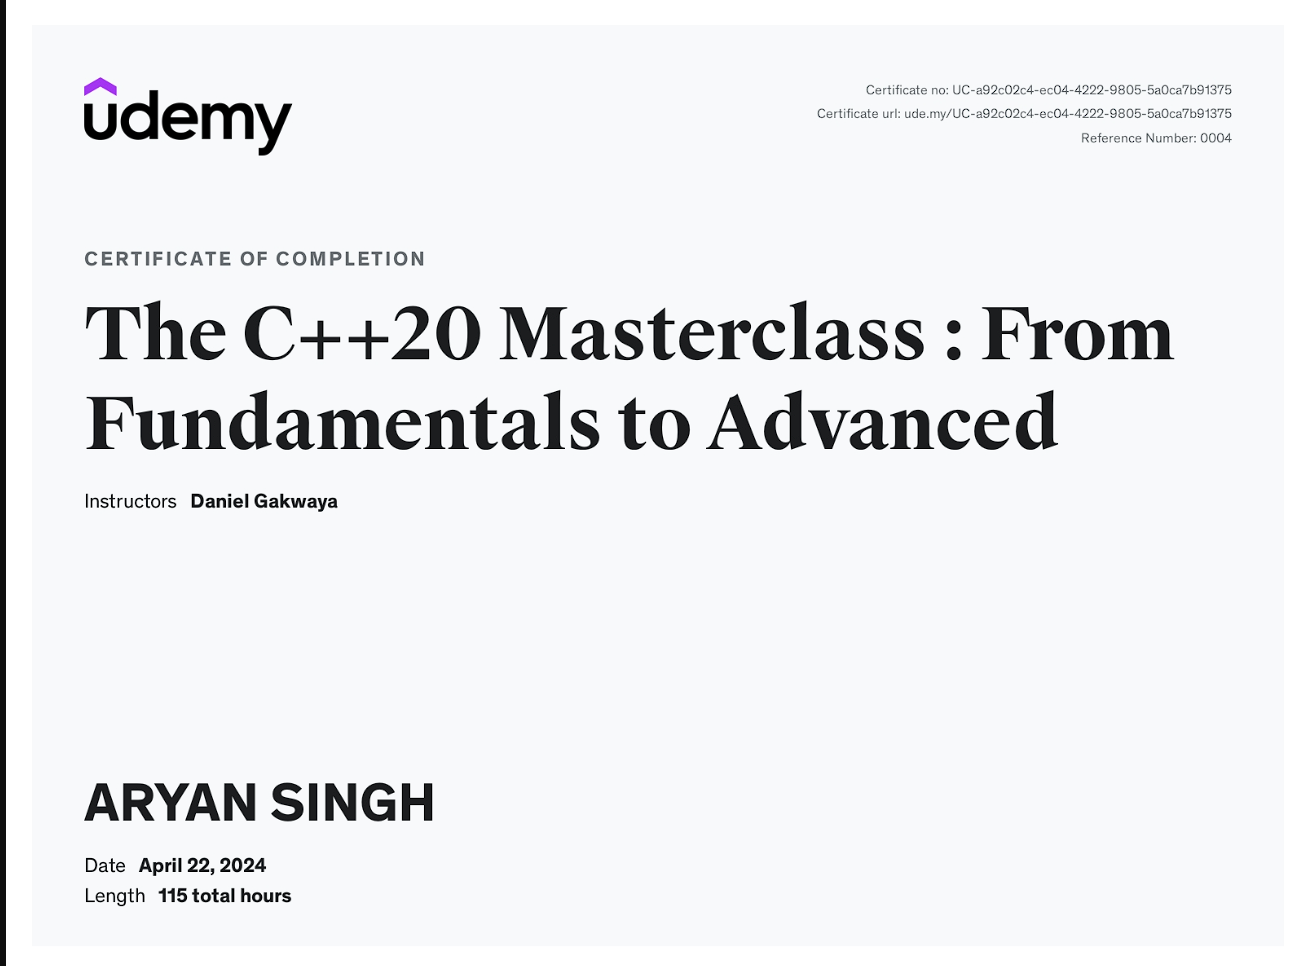 udemy
Certificate no: UC-a92c02c4-ec04-4222-9805-5a0ca7b91375
Certificate url: ude.my/UC-a92c02c4-ec04-4222-9805-5a0ca7b91375
Reference Number: 0004
CERTIFICATE OF COMPLETION
The C++20 Masterclass : From
Fundamentals to Advanced
Instructors Daniel Gakwaya
ARYAN SINGH
Date April 22, 2024
Length 115 total hours